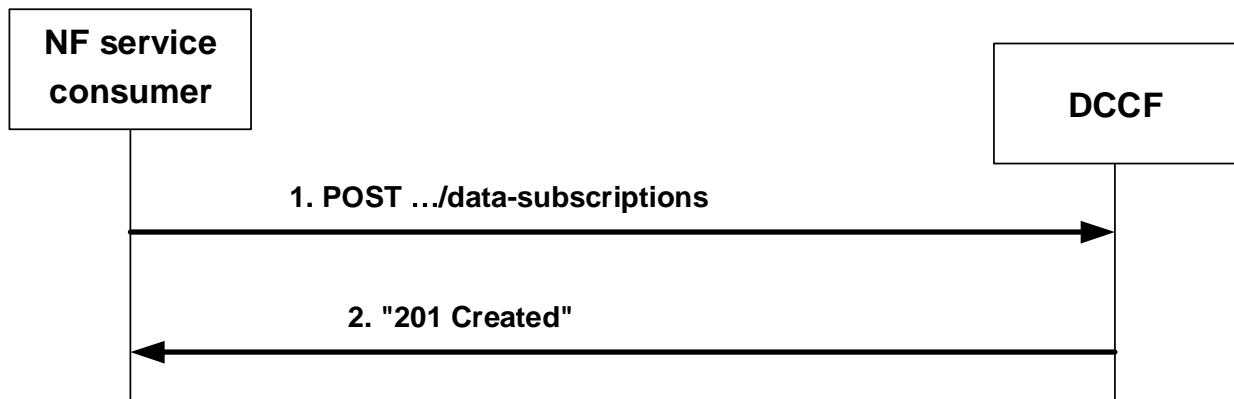 NF service
consumer
DCCF
1. POST …/data-subscriptions
2. "201 Created"